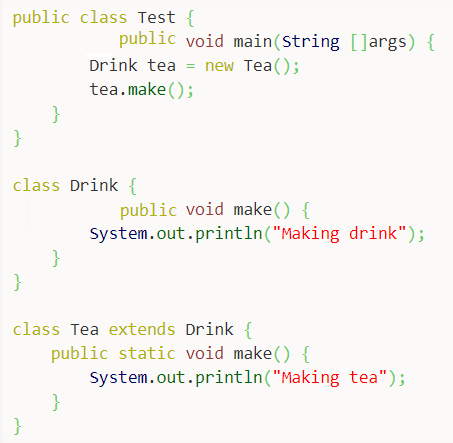 public class Test {
public void main(String []args) {
Drink tea = new Tea();
tea.make();
}
}
class Drink {
public void make() {
System.out.println("Making drink");
}
}
class Tea extends Drink {
public static void make() {
System.out.println("Making tea");
}
}